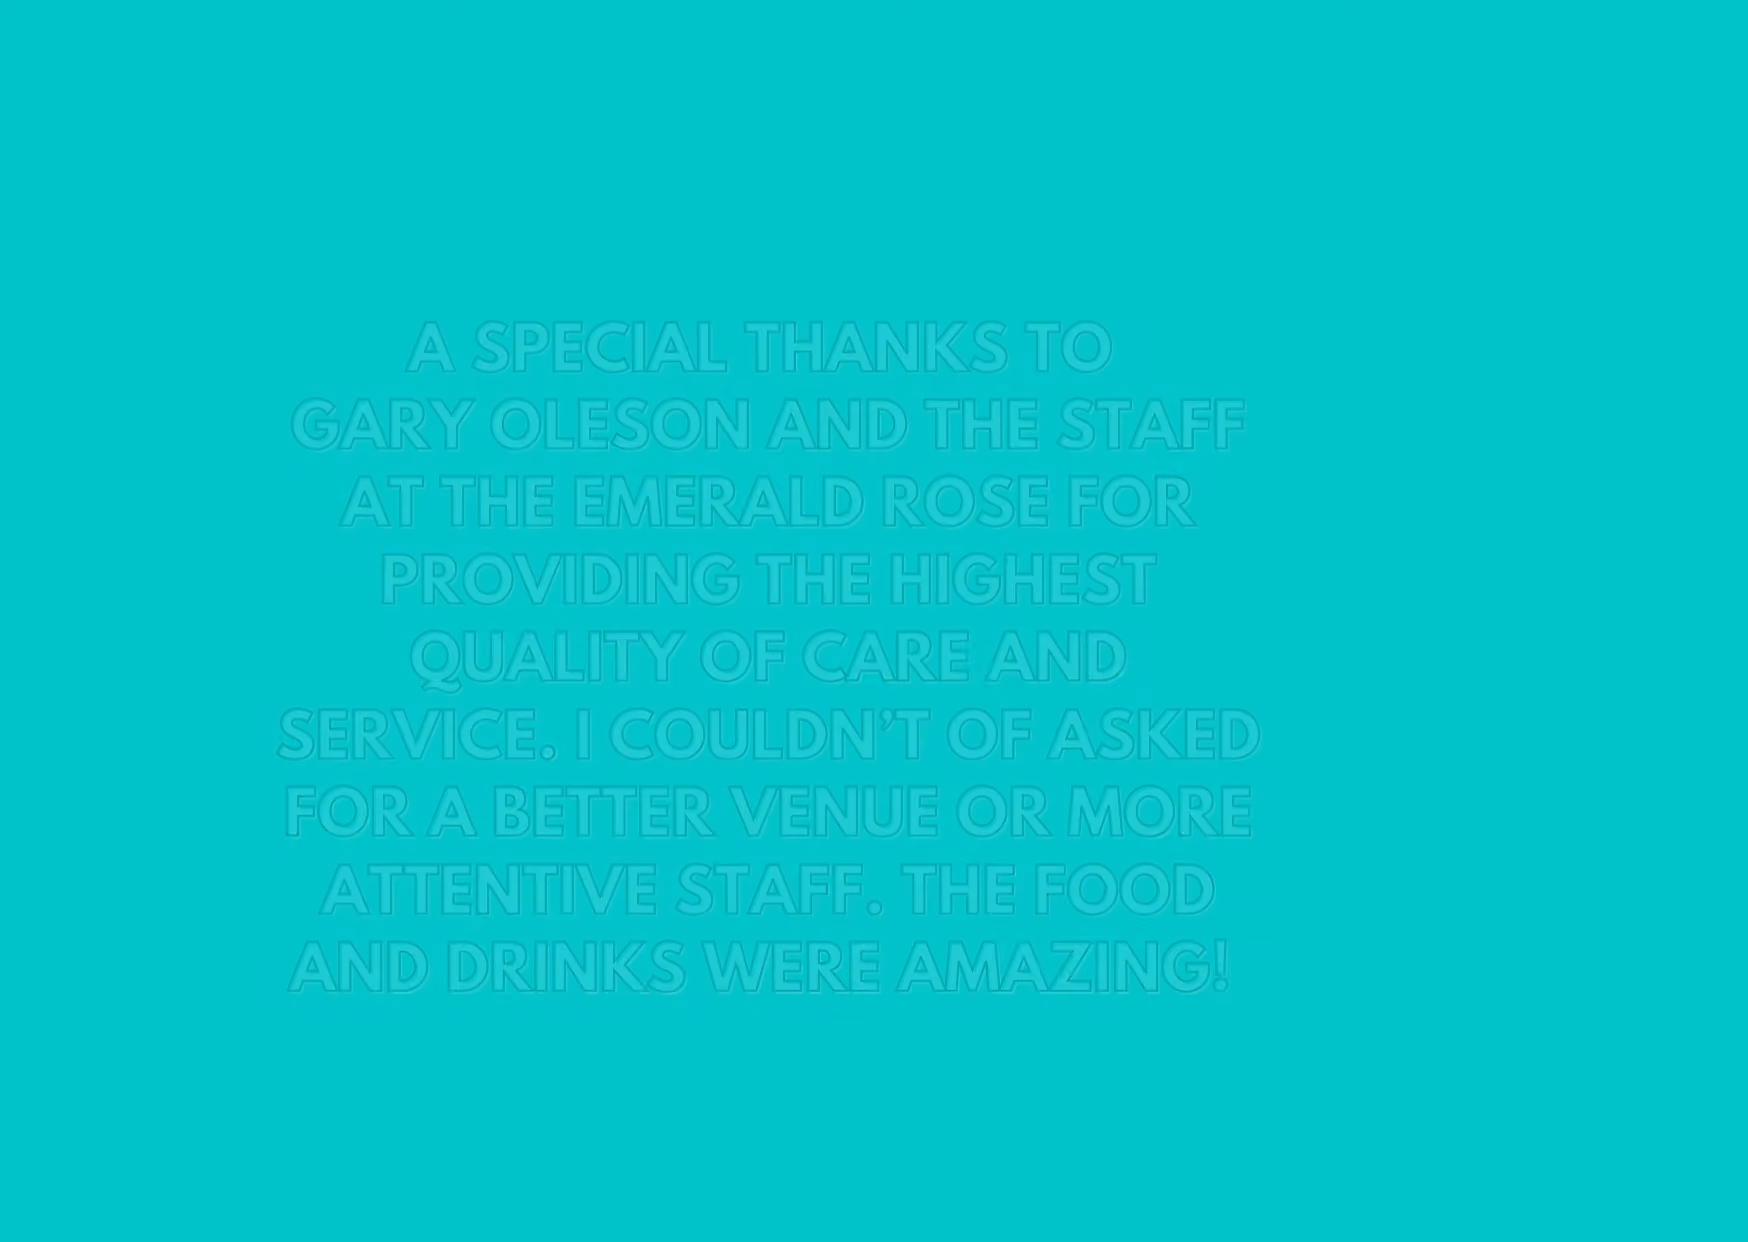 A SPECIAL THANKS TO
GARY OLESON AND THE STAFF
AT THE EMERALD ROSE FOR
PROVIDING THE HIGHEST
QUALITY OF CARE AND
SERVICE. I COULDN’T OF ASKED
FOR A BETTER VENUE OR MORE
ATTENTIVE STAFF. THE FOOD
AND DRINKS WERE AMAZING!